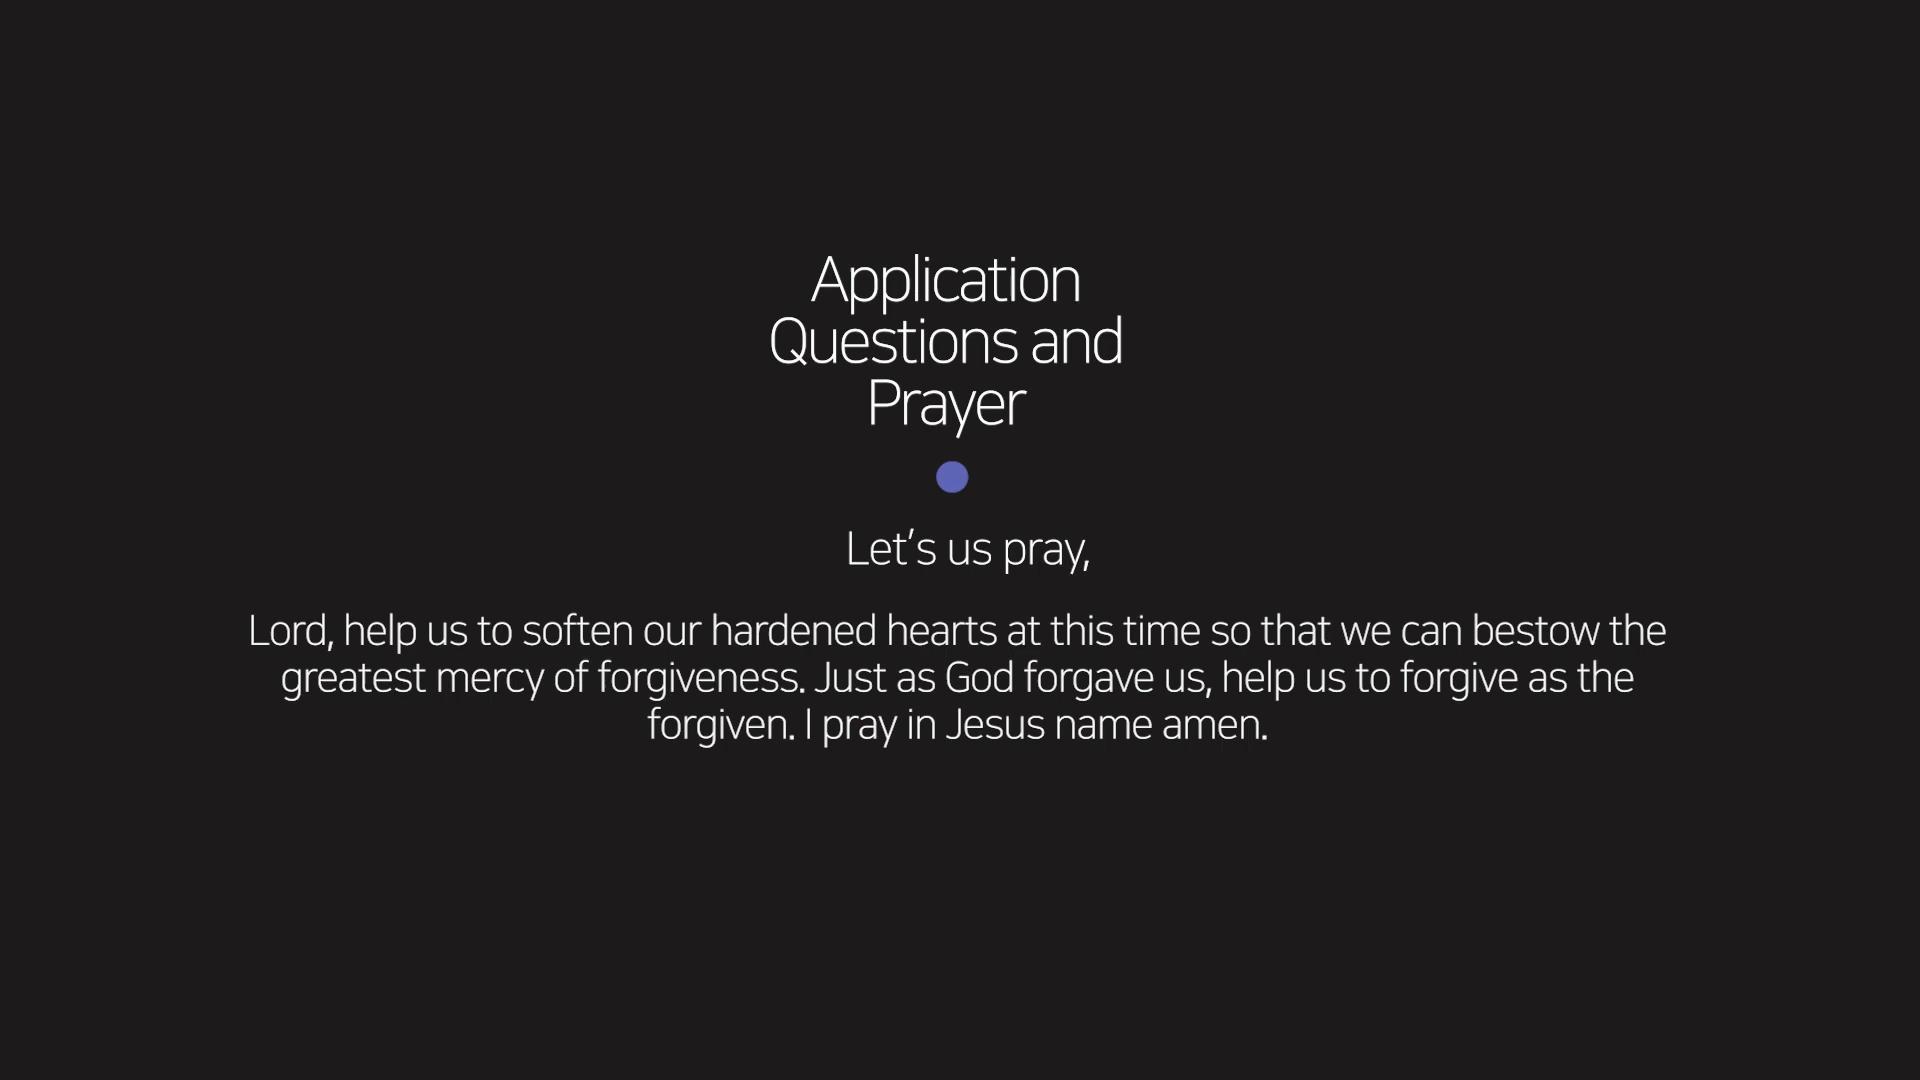 Application
Questions and
Prayer
Let's us pray,
Lord, help us to soften our hardened hearts at this time so that we can bestow the
greatest mercy of forgiveness. Just as God forgave us, help us to forgive as the
forgiven. I pray in Jesus name amen.